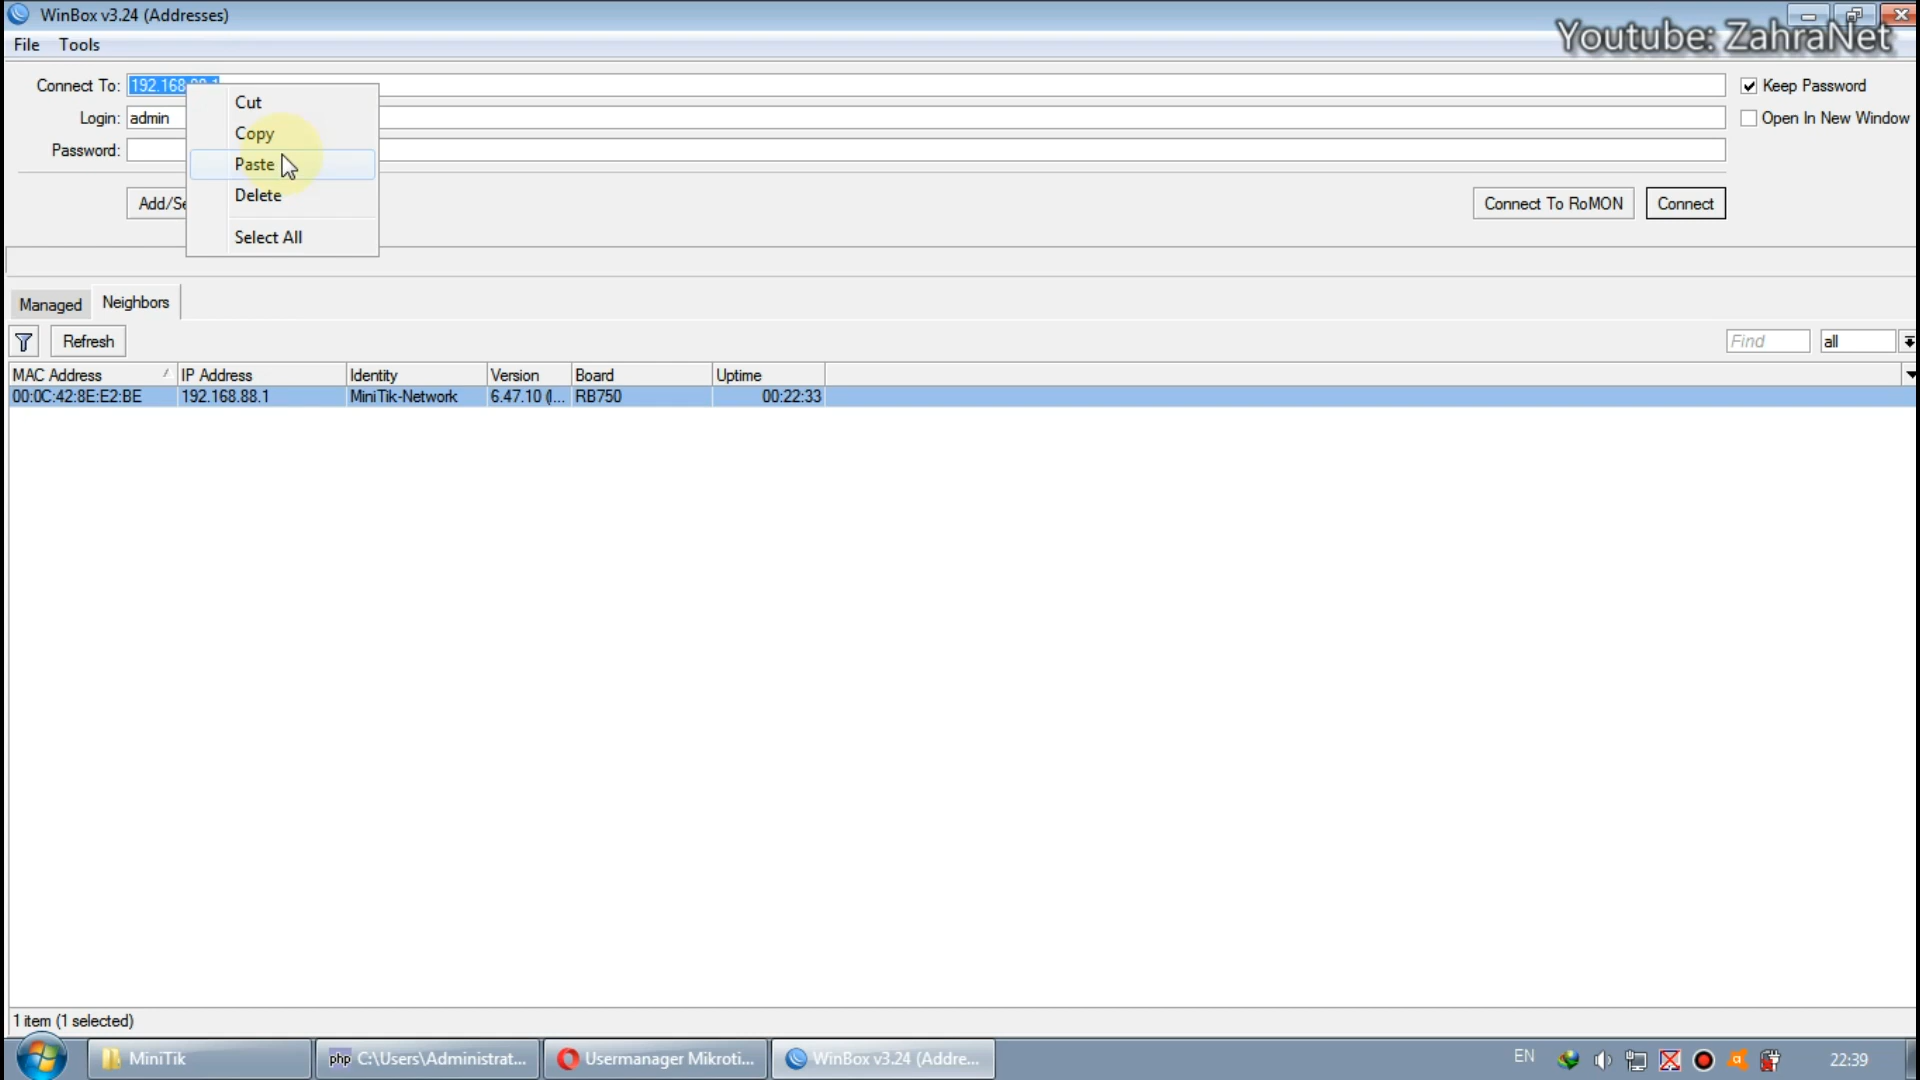 WinBox v3.24 (Addresses)
Youtube: ZahraNet
File Tools
Connect To: 192.168.88.1
Keep Password
Login: admin
Open In New Window
Password:
Cut
Copy
Paste
Delete
Select All
Add/Se
Connect To RoMON Connect
Managed Neighbors
Refresh Find all
MAC Address IP Address Identity Version Board Uptime
00:0C:42:8E:E2:BE 192.168.88.1 MiniTik-Network 6.47.10 (l... RB750 00:22:33
1 item (1 selected)
MiniTik php C:\Users\Administrat... Usermanager Mikroti... WinBox v3.24 (Addre... EN 22:39